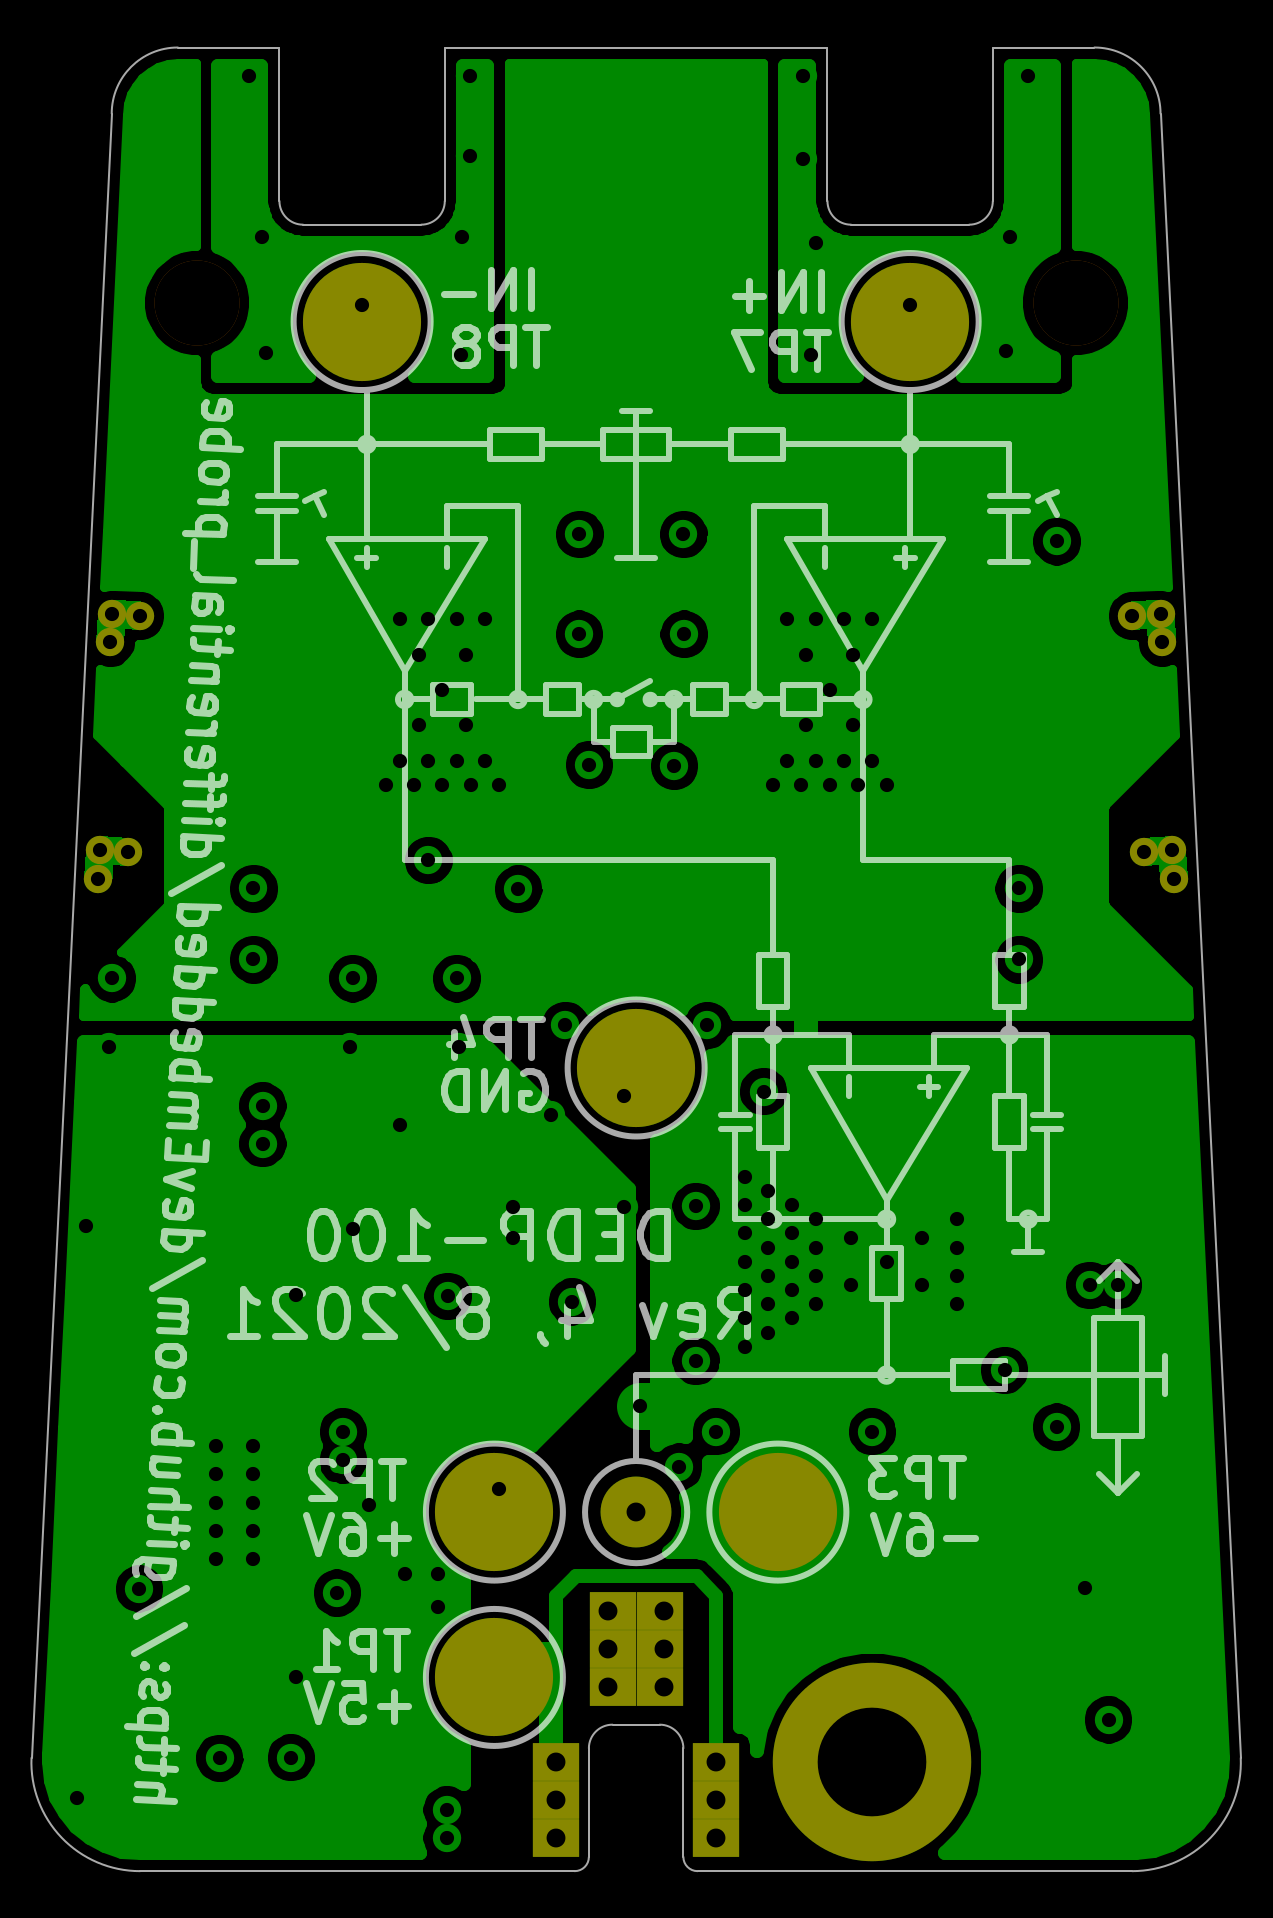 IN-
TP8
IN+
TP7
TP4
GND
DEDP-100
Rev 4, 8/2021
TP2
+6V
TP3
-6V
TP1
+5V
https://github.com/devEmbedded/differential_probe